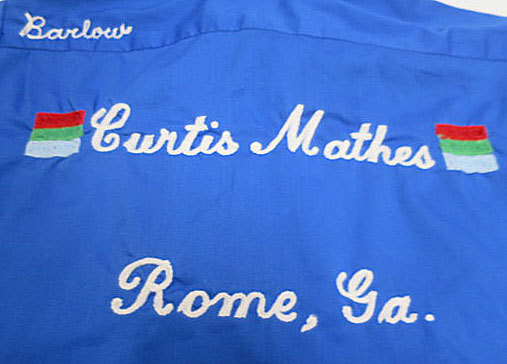 Barlow
Curtis Mathes
Rome, Ga.